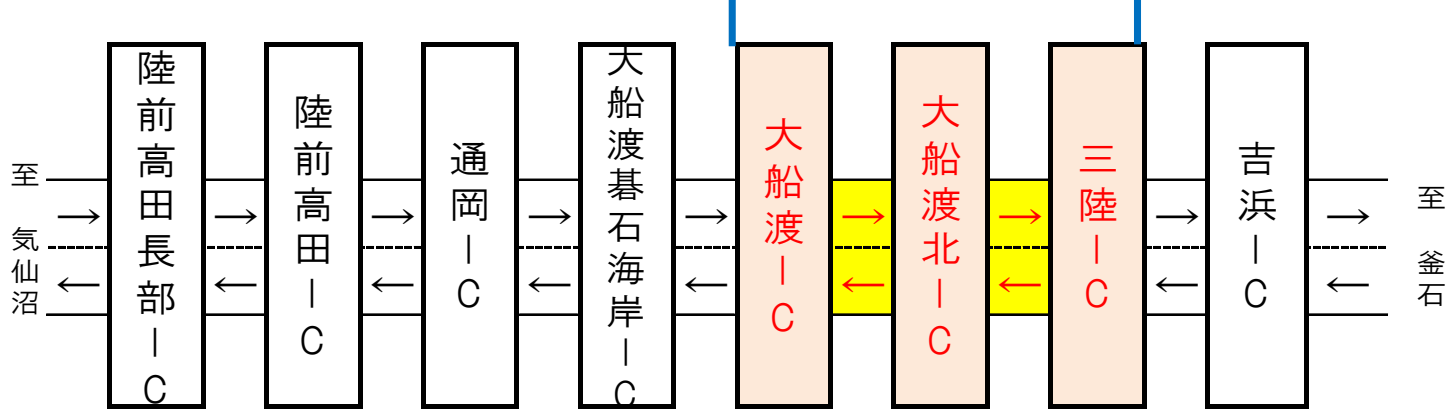 至 気仙沼
陸前高田長部IC
陸前高田IC
通岡IC
大船渡碁石海岸IC
大船渡IC
大船渡北IC
三陸IC
吉浜IC
至 釜石